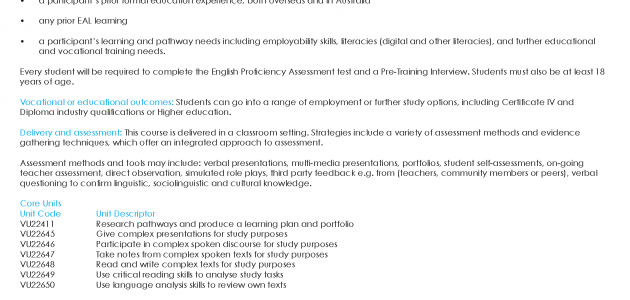 • a participant's prior formal education experience, both overseas and in Australia
• any prior EAL learning
• a participant's learning and pathway needs including employability skills, literacies (digital and other literacies), and further educational
and vocational training needs.
Every student will be required to complete the English Proficiency Assessment test and a Pre-Training Interview. Students must also be at least 18
years of age.
Vocational or educational outcomes: Students can go into a range of employment or further study options, including Certificate IV and
Diploma industry qualifications or Higher education.
Delivery and assessment: This course is delivered in a classroom setting. Strategies include a variety of assessment methods and evidence
gathering techniques, which offer an integrated approach to assessment.
Assessment methods and tools may include: verbal presentations, multi-media presentations, portfolios, student self-assessments, on-going
teacher assessment, direct observation, simulated role plays, third party feedback e.g. from (teachers, community members or peers), verbal
questioning to confirm linguistic, sociolinguistic and cultural knowledge.
Core Units
Unit Code Unit Descriptor
VU22411 Research pathways and produce a learning plan and portfolio
VU22645 Give complex presentations for study purposes
VU22646 Participate in complex spoken discourse for study purposes
VU22647 Take notes from complex spoken texts for study purposes
VU22648 Read and write complex texts for study purposes
VU22649 Use critical reading skills to analyse study tasks
VU22650 Use language analysis skills to review own texts